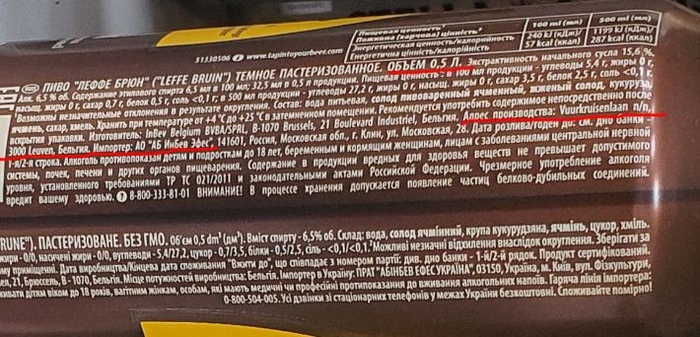 100 ml (мл) 500 ml (мл)
Пищевая ценность
Поживна (харчова) цінність 240 kJ (кДж) 1199 kJ (кДж)
Энергетическая ценность/калорийность 57 kcal (ккал) 287 kcal (ккал)
Енергетична цінність/калорійність
51330506 www.tapintoyourbeer.com
ПИВО "ЛЕФФЕ БРЮН" ("LEFFE BRUIN") ТЕМНОЕ ПАСТЕРИЗОВАННОЕ. ОБЪЕМ 0,5 Л. Экстрактивность начального сусла 15,6 %.
Алк. 6,5 % об. Содержание этилового спирта 6,5 мл в 100 мл; 32,5 мл в 0,5 л продукции. Пищевая ценность: в 100 мл продукции - углеводы 5,4 г, жиры 0 г,
насыщ. жиры 0 г, сахар 0,7 г, белок 0,5 г, соль <0,1 г; в 500 мл продукции - углеводы 27,2 г, жиры 0 г, насыщ. жиры 0 г, сахар 3,5 г, белок 2,5 г, соль <0,1 г.
Возможны незначительные отклонения в результате округления. Состав: вода питьевая, солод пивоваренный ячменный, жженый солод, кукуруза,
ячмень, сахар, хмель. Хранить при температуре от +4°С до +25°С в затемненном помещении. Рекомендуется употребить содержимое непосредственно после
вскрытия упаковки. Изготовитель: InBev Belgium BVBA/SPRL, B-1070 Brussels, 21 Boulevard Industriel, Бельгия. Адрес производства: Vuurkruisenlaan n/n,
3000 Leuven, Бельгия. Импортер: АО "АБ ИнБев Эфес", 141601, Россия, Московская обл., г. Клин, ул. Московская, 28. Дата розлива/годен до: см. дно банки -
1-я/2-я строка. Алкоголь противопоказан детям и подросткам до 18 лет, беременным и кормящим женщинам, лицам с заболеваниями центральной нервной
системы, почек, печени и других органов пищеварения. Содержание в продукции вредных для здоровья веществ не превышает допустимого
уровня, установленного требованиями ТР ТС 021/2011 и законодательными актами Российской Федерации. Чрезмерное употребление алкоголя
вредит вашему здоровью. 8-800-333-81-01 ВНИМАНИЕ! В процессе хранения допускается появление частиц белково-дубильных соединений.
RUNE"). ПАСТЕРИЗОВАНЕ. БЕЗ ГМО. Об'єм 0,5 dm³ (дм³). Вміст спирту - 6,5% об. Склад: вода, солод ячмінний, крупа кукурудзяна, ячмінь, цукор, хміль.
жири - 0/0, насичені жири - 0/0, вуглеводи - 5,4/27,2, цукор - 0,7/3,5, білки - 0,5/2,5, сіль - <0,1/<0,1. Можливі незначні відхилення внаслідок округлення. Зберігати за
му приміщенні. Дата виробництва/Кінцева дата споживання "Вжити до", що співпадає з номером партії: див. дно банки - 1-й/2-й рядок. Продукт сертифікований.
21, Брюссель, B - 1070, Бельгія. Місце потужностей виробництва: Бельгія. Імпортер в Україну: ПРАТ "АБІНБЕВ ЕФЕС УКРАЇНА", 03150, Україна, м. Київ, вул. Фізкультури,
живати дітям віком до 18 років, вагітним жінкам, особам, які мають медичні чи професійні протипоказання до вживання алкогольних напоїв. Гаряча лінія імпортера:
0-800-504-005. Усі дзвінки зі стаціонарних телефонів у межах України безкоштовні. Споживайте помірно!